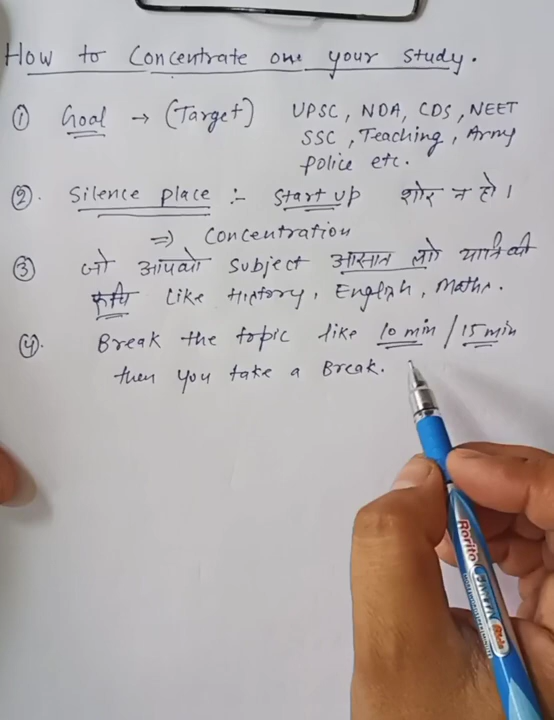 How to Concentrate one your study.
① Goal → (Target) UPSC, NDA, CDS, NEET
SSC, Teaching, Army
police etc.
②. Silence place :- Start up शोर न हो।
⇒ Concentration
③ जो आपको Subject आसान लगे यानि की
रूचि Like History, English, Maths.
④. Break the topic like 10 min / 15 min
then you take a Break.
Rorito